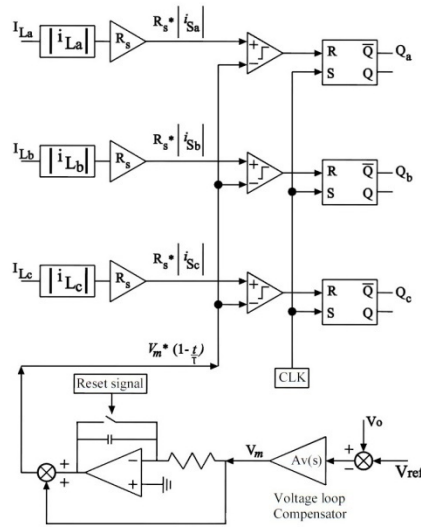 I_La |i_La| R_s R_s* |i_Sa| + − R Q̅ Q_a
S Q
I_Lb |i_Lb| R_s R_s* |i_Sb| + − R Q̅ Q_b
S Q
I_Lc |i_Lc| R_s R_s* |i_Sc| + − R Q̅ Q_c
S Q
V_m* (1- t/τ)
CLK
Reset signal
V_o
V_m Av(s) + −
V_ref
+ + − +
Voltage loop
Compensator